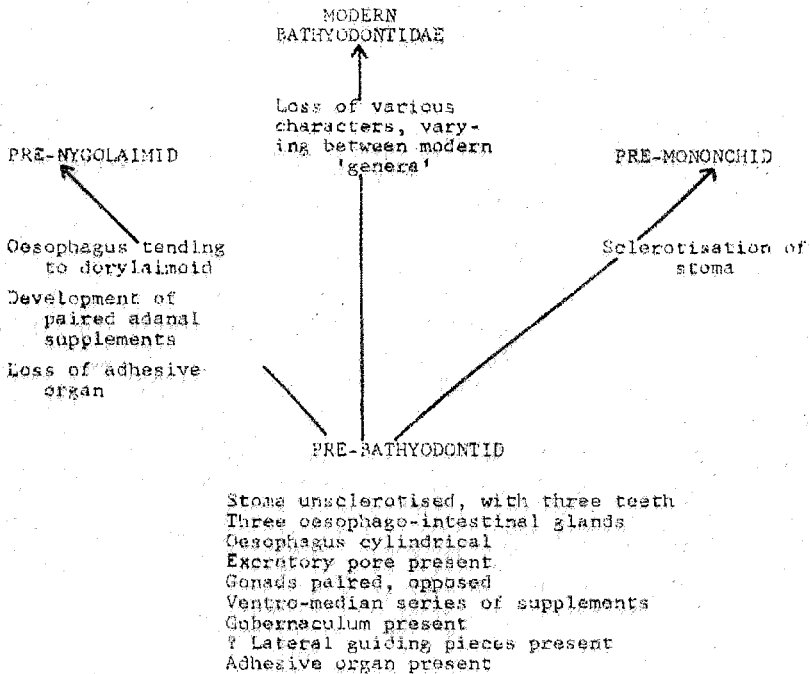 MODERN
BATHYODONTIDAE
Loss of various
characters, vary-
ing between modern
'genera'
PRE-NYGOLAIMID
PRE-MONONCHID
Oesophagus tending
to dorylaimoid
Development of
paired adanal
supplements
Loss of adhesive
organ
Sclerotisation of
stoma
PRE-BATHYODONTID
Stoma unsclerotised, with three teeth
Three oesophago-intestinal glands
Oesophagus cylindrical
Excretory pore present
Gonads paired, opposed
Ventro-median series of supplements
Gubernaculum present
? Lateral guiding pieces present
Adhesive organ present